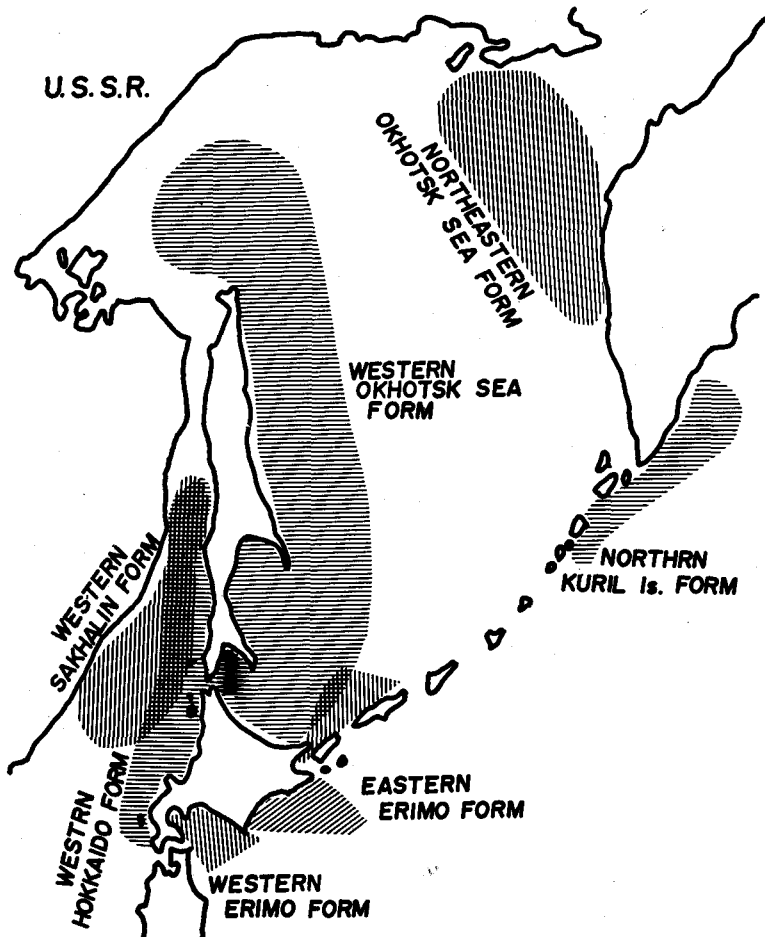 U.S.S.R.
NORTHEASTERN
OKHOTSK SEA FORM
WESTERN
OKHOTSK SEA
FORM
WESTERN
SAKHALIN FORM
NORTHRN
KURIL Is. FORM
WESTRN
HOKKAIDO FORM
EASTERN
ERIMO FORM
WESTERN
ERIMO FORM